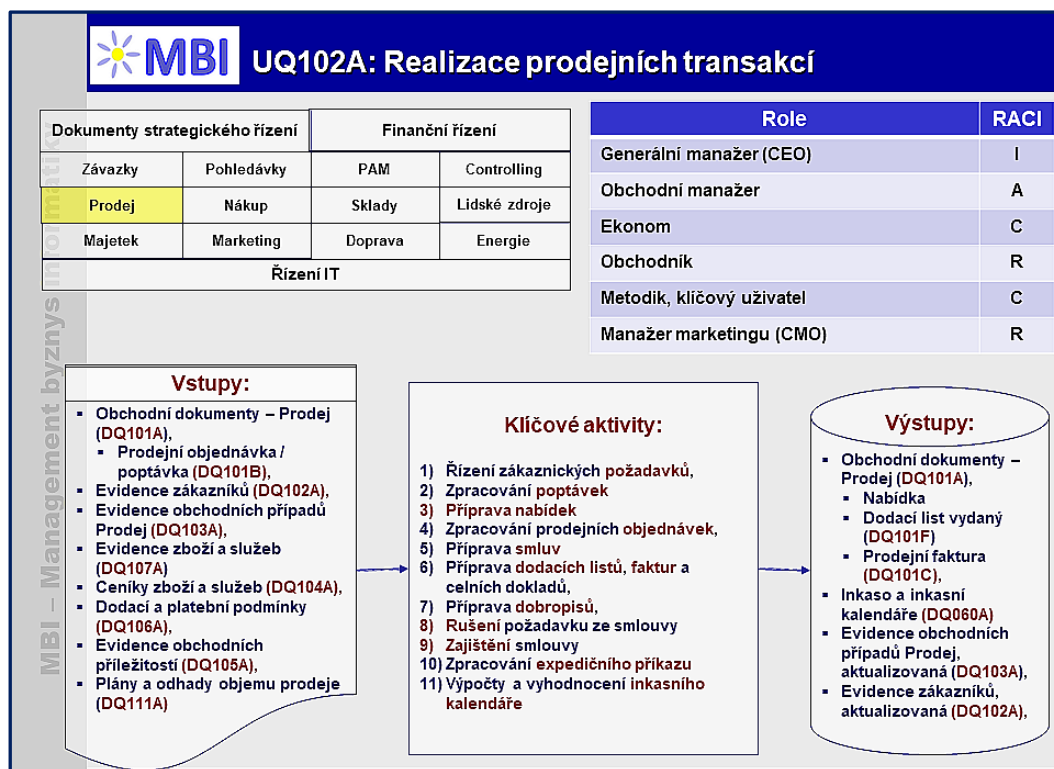 MBI
UQ102A: Realizace prodejních transakcí
MBI – Management byznys informatiky
Dokumenty strategického řízení
Finanční řízení
Závazky
Pohledávky
PAM
Controlling
Prodej
Nákup
Sklady
Lidské zdroje
Majetek
Marketing
Doprava
Energie
Řízení IT
Role RACI
Generální manažer (CEO) I
Obchodní manažer A
Ekonom C
Obchodník R
Metodik, klíčový uživatel C
Manažer marketingu (CMO) R
Vstupy:
▪ Obchodní dokumenty – Prodej
(DQ101A),
▪ Prodejní objednávka /
poptávka (DQ101B),
▪ Evidence zákazníků (DQ102A),
▪ Evidence obchodních případů
Prodej (DQ103A),
▪ Evidence zboží a služeb
(DQ107A)
▪ Ceníky zboží a služeb (DQ104A),
▪ Dodací a platební podmínky
(DQ106A),
▪ Evidence obchodních
příležitostí (DQ105A),
▪ Plány a odhady objemu prodeje
(DQ111A)
Klíčové aktivity:
1) Řízení zákaznických požadavků,
2) Zpracování poptávek
3) Příprava nabídek
4) Zpracování prodejních objednávek,
5) Příprava smluv
6) Příprava dodacích listů, faktur a
celních dokladů,
7) Příprava dobropisů,
8) Rušení požadavku ze smlouvy
9) Zajištění smlouvy
10) Zpracování expedičního příkazu
11) Výpočty a vyhodnocení inkasního
kalendáře
Výstupy:
▪ Obchodní dokumenty –
Prodej (DQ101A),
▪ Nabídka
▪ Dodací list vydaný
(DQ101F)
▪ Prodejní faktura
(DQ101C),
▪ Inkaso a inkasní
kalendáře (DQ060A)
▪ Evidence obchodních
případů Prodej,
aktualizovaná (DQ103A),
▪ Evidence zákazníků,
aktualizovaná (DQ102A),